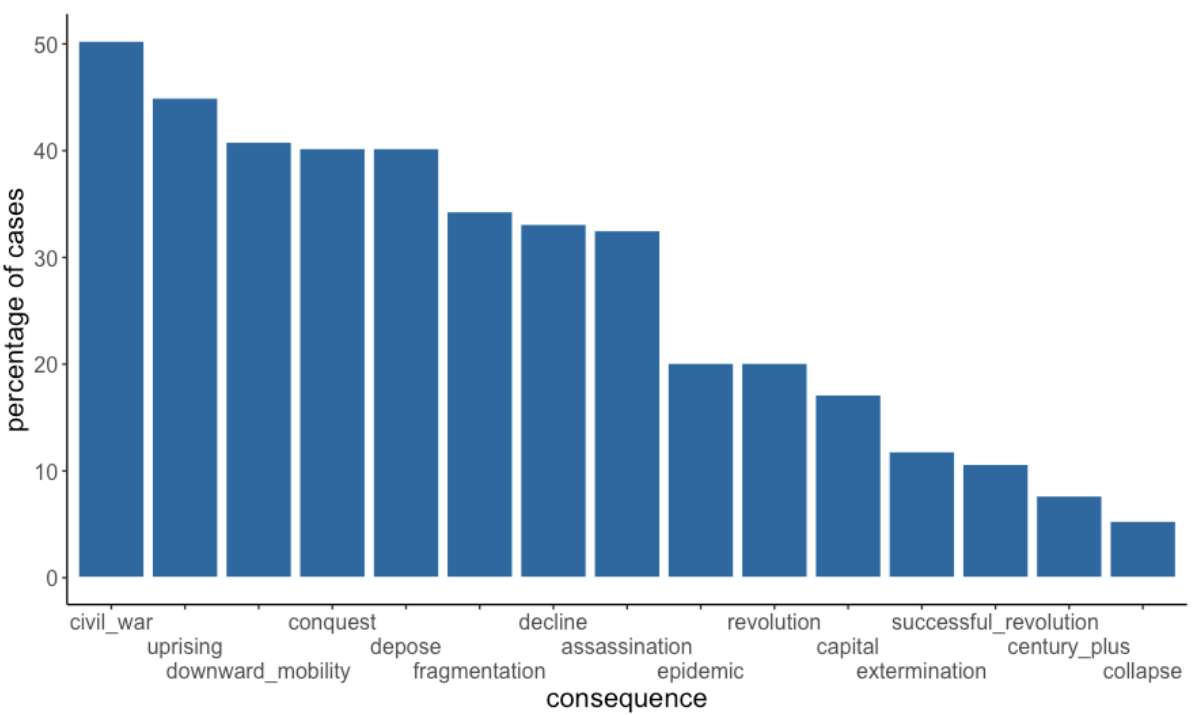 percentage of cases
50
40
30
20
10
0
civil_war
conquest
decline
revolution
successful_revolution
uprising
depose
assassination
capital
century_plus
downward_mobility
fragmentation
epidemic
extermination
collapse
consequence